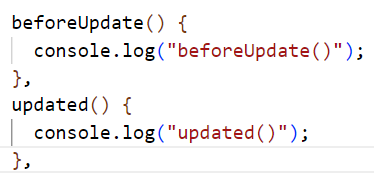 beforeUpdate() {
  console.log("beforeUpdate()");
},
updated() {
  console.log("updated()");
},